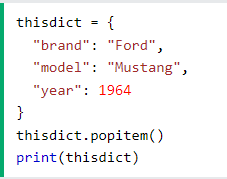 thisdict = {
  "brand": "Ford",
  "model": "Mustang",
  "year": 1964
}
thisdict.popitem()
print(thisdict)